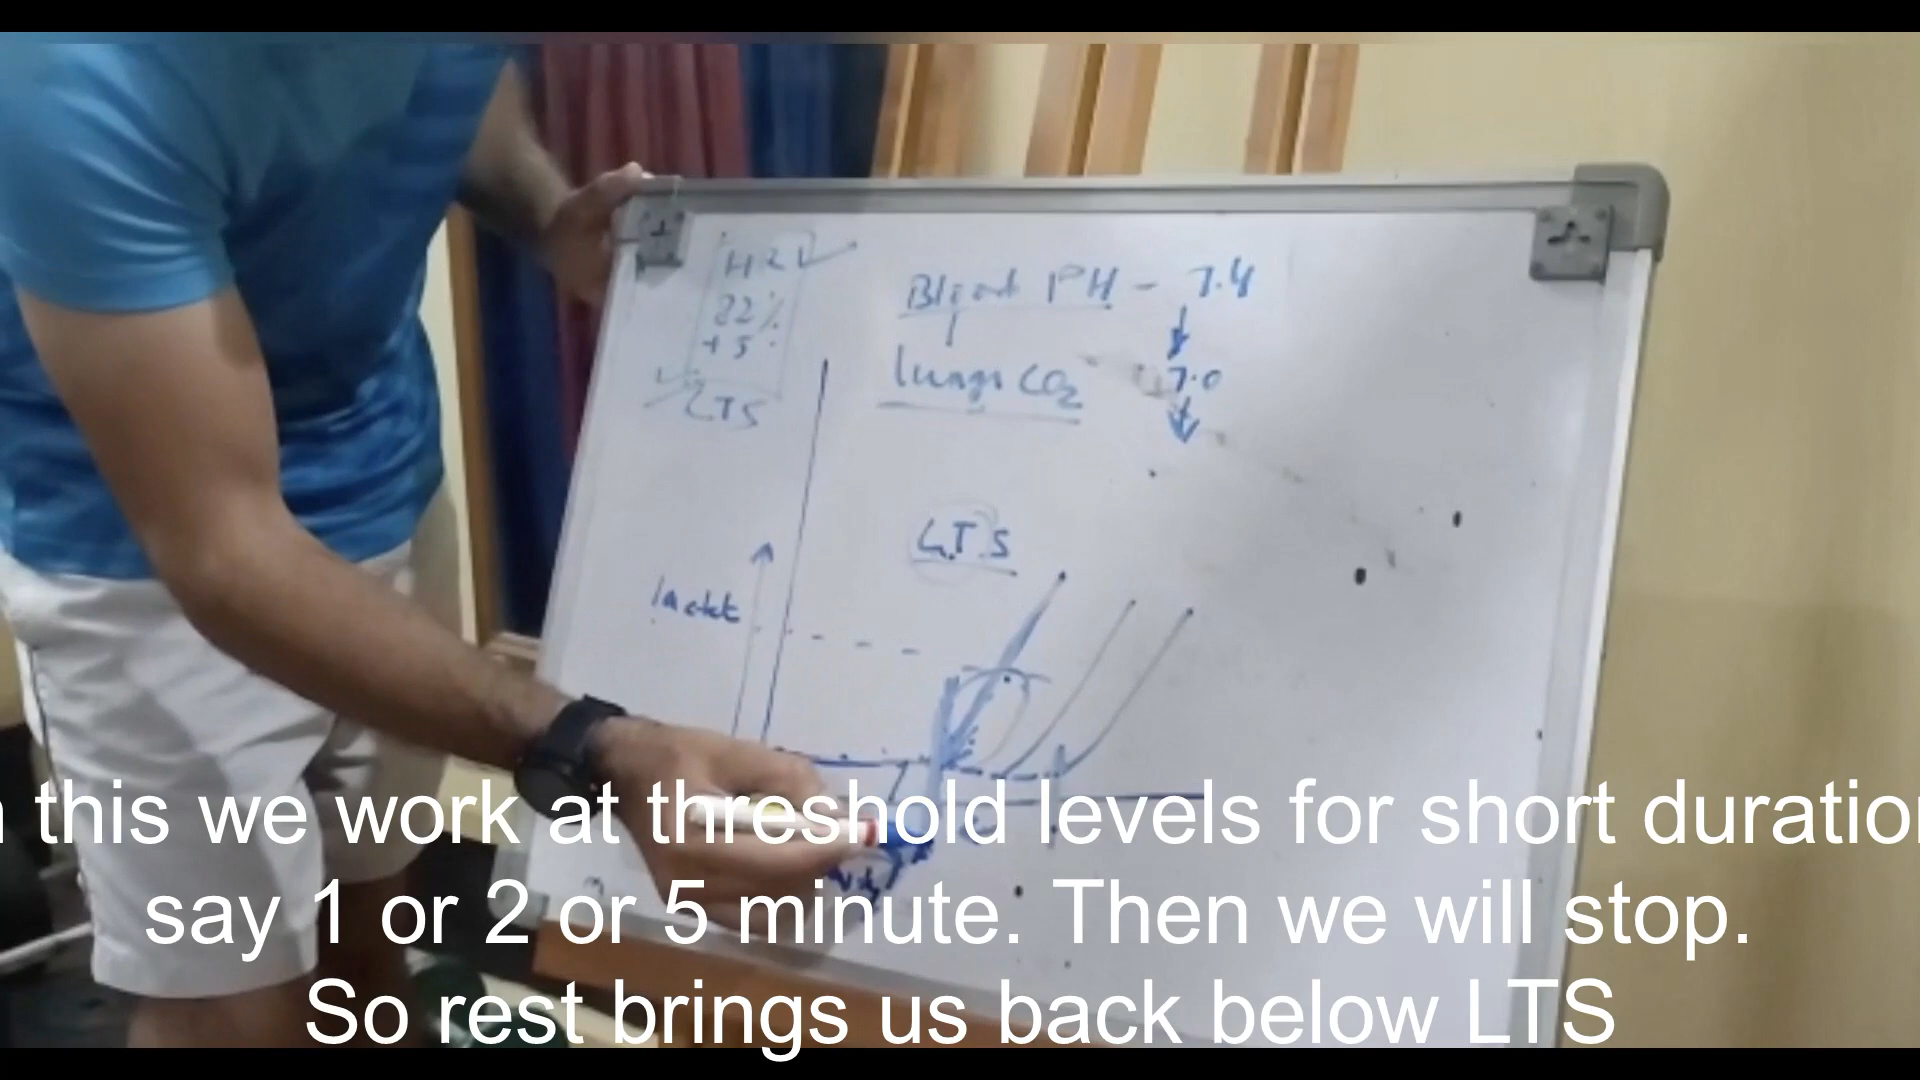 HR
82%
+5
LTS
Blood PH - 7.4
lungs CO2
7.0
L.T.S
lactate
this we work at threshold levels for short
say 1 or 2 or 5 minute. Then we will stop.
So rest brings us back below LTS